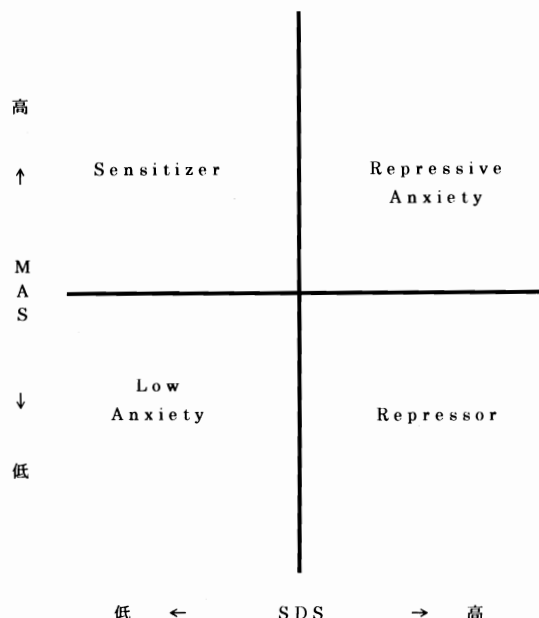 高
↑
M
A
S
↓
低
Sensitizer
Repressive
Anxiety
Low
Anxiety
Repressor
低 ← SDS → 高